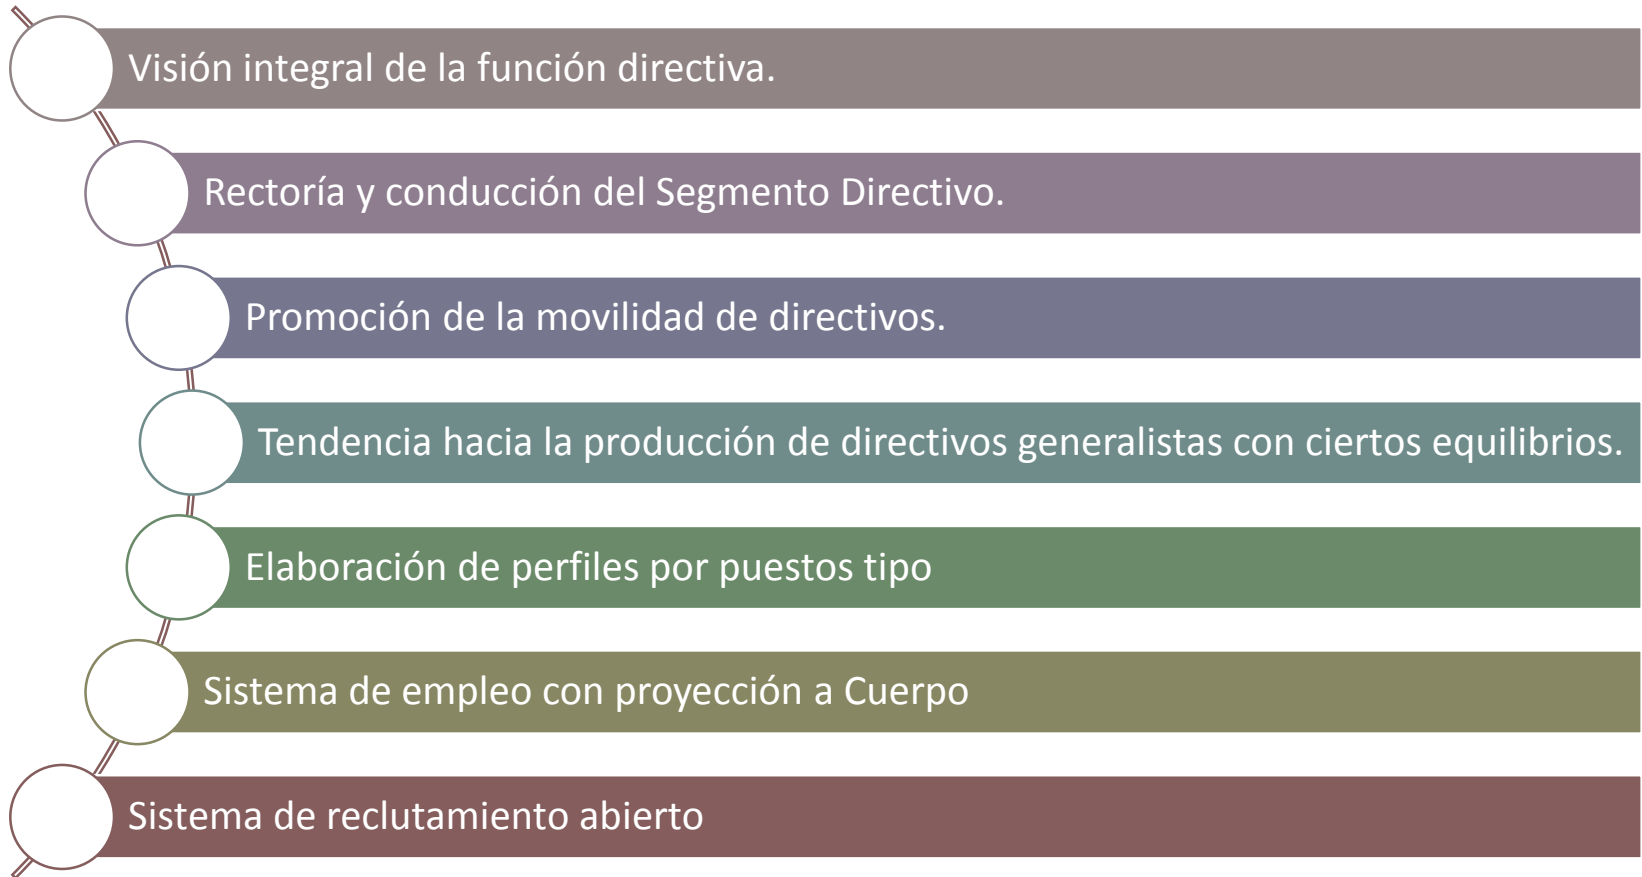 Visión integral de la función directiva.
Rectoría y conducción del Segmento Directivo.
Promoción de la movilidad de directivos.
Tendencia hacia la producción de directivos generalistas con ciertos equilibrios.
Elaboración de perfiles por puestos tipo
Sistema de empleo con proyección a Cuerpo
Sistema de reclutamiento abierto